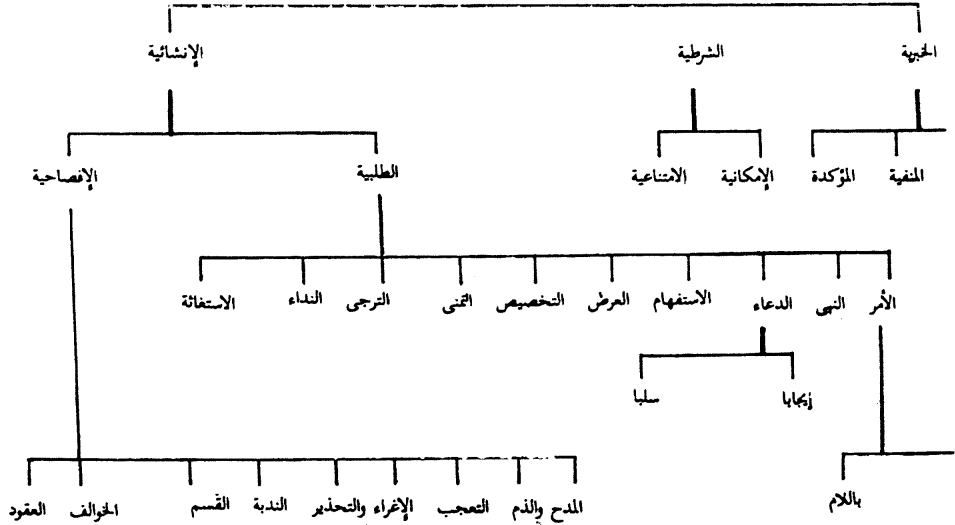 الخبرية الشرطية الإنشائية
المنفية المؤكدة الإمكانية الامتناعية الطلبية الإفصاحية
الأمر النهى الدعاء الاستفهام العرض التخصيص التمنى الترجى النداء الاستغاثة
إيجابا سلبا
باللام
المدح والذم التعجب الإغراء والتحذير الندبة القسم الخوالف العقود